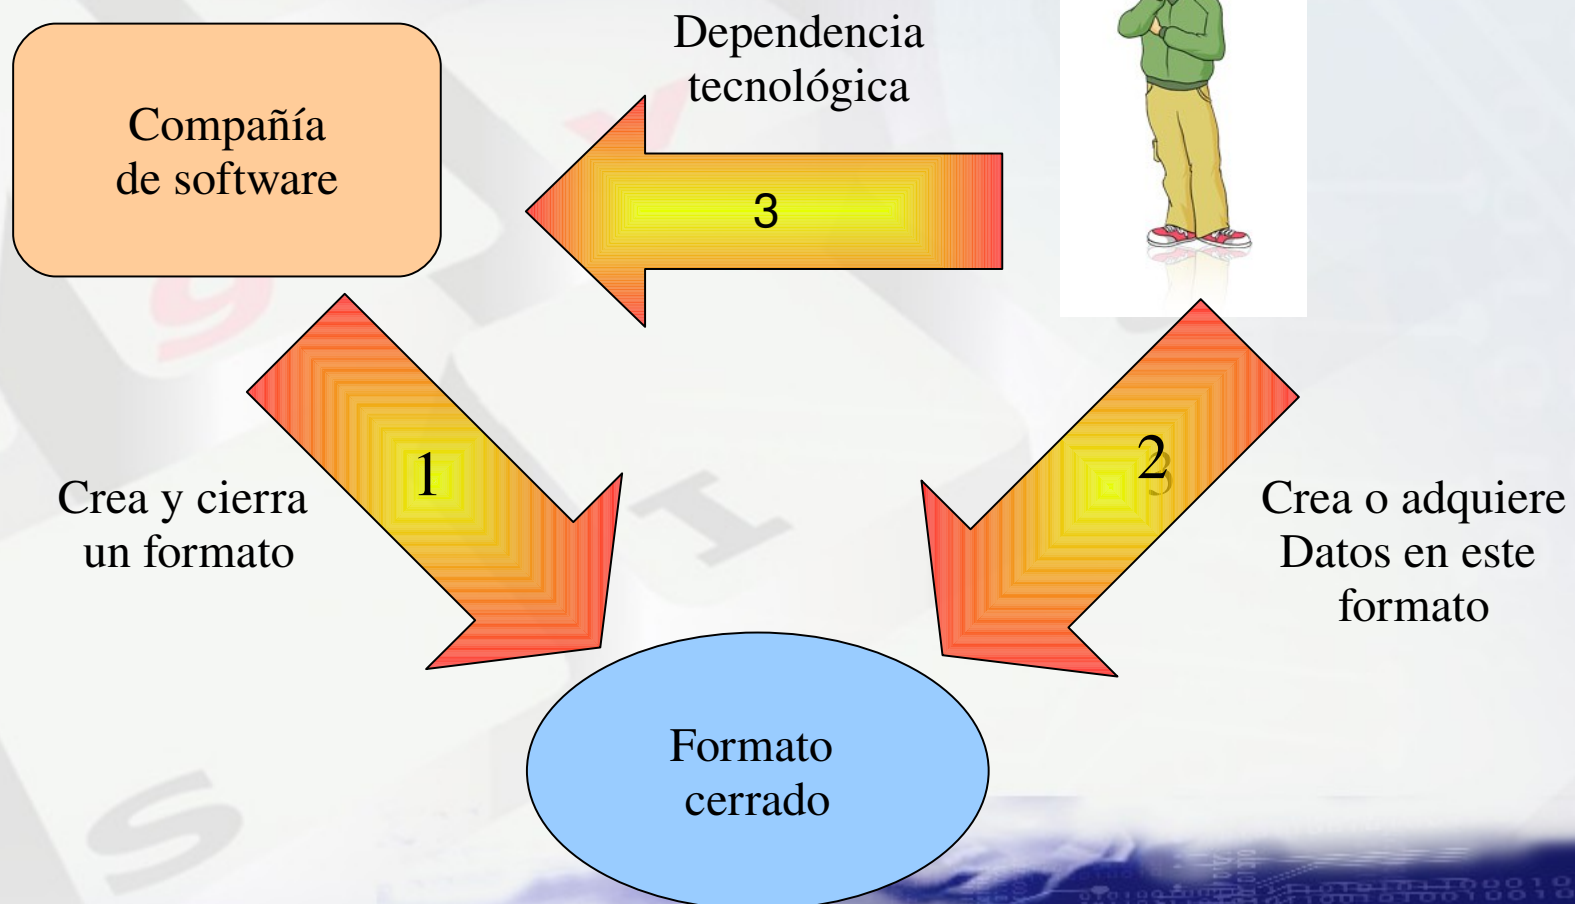 Dependencia
tecnológica
Compañía
de software
3
1
2
3
Crea y cierra
un formato
Crea o adquiere
Datos en este
formato
Formato
cerrado